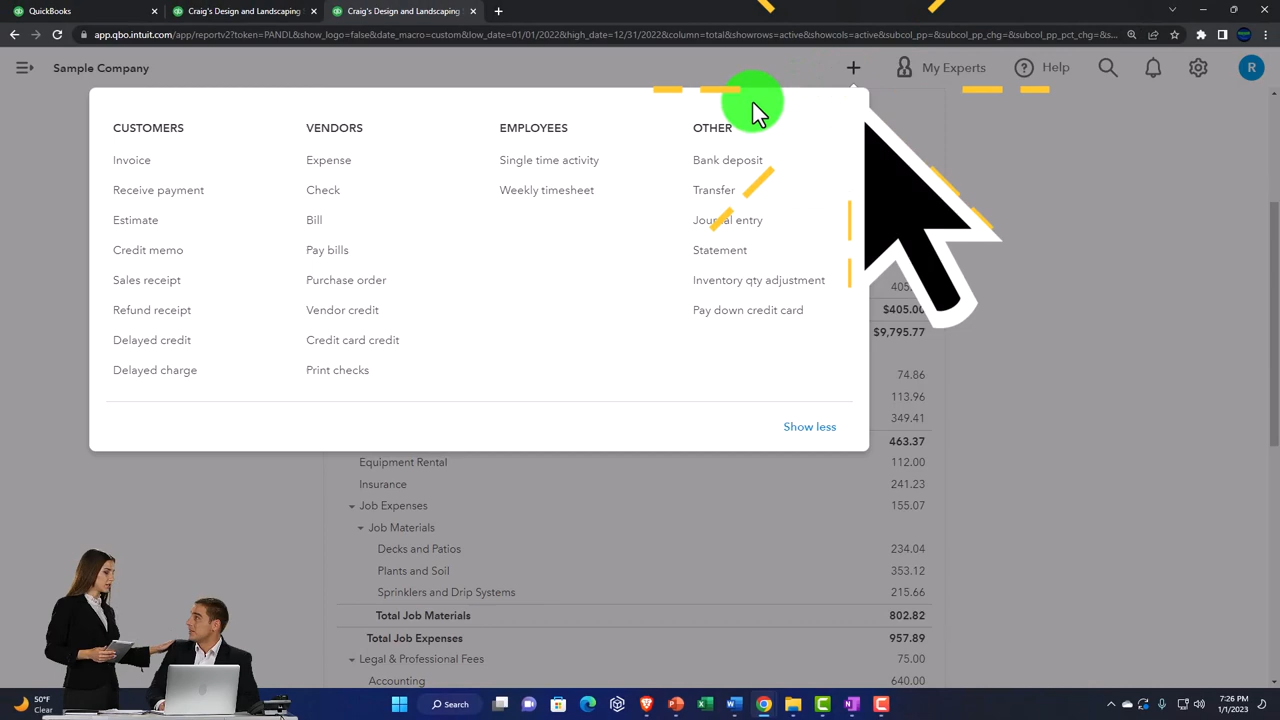 QuickBooks
Craig's Design and Landscaping
Craig's Design and Landscaping
app.qbo.intuit.com/app/reportv2?token=PANDL&show_logo=false&date_macro=custom&low_date=01/01/2022&high_date=12/31/2022&column=total&showrows=active&showcols=active&subcol_pp=&subcol_pp_chg=&subcol_pp_pct_chg=&s...
Sample Company
My Experts
Help
R
CUSTOMERS
Invoice
Receive payment
Estimate
Credit memo
Sales receipt
Refund receipt
Delayed credit
Delayed charge
VENDORS
Expense
Check
Bill
Pay bills
Purchase order
Vendor credit
Credit card credit
Print checks
EMPLOYEES
Single time activity
Weekly timesheet
OTHER
Bank deposit
Transfer
Journal entry
Statement
Inventory qty adjustment
Pay down credit card
Show less
$405.00
$9,795.77
74.86
113.96
349.41
463.37
Equipment Rental 112.00
Insurance 241.23
Job Expenses 155.07
Job Materials
Decks and Patios 234.04
Plants and Soil 353.12
Sprinklers and Drip Systems 215.66
Total Job Materials 802.82
Total Job Expenses 957.89
Legal & Professional Fees 75.00
Accounting 640.00
50°F
Clear
Search
7:26 PM
1/1/2023